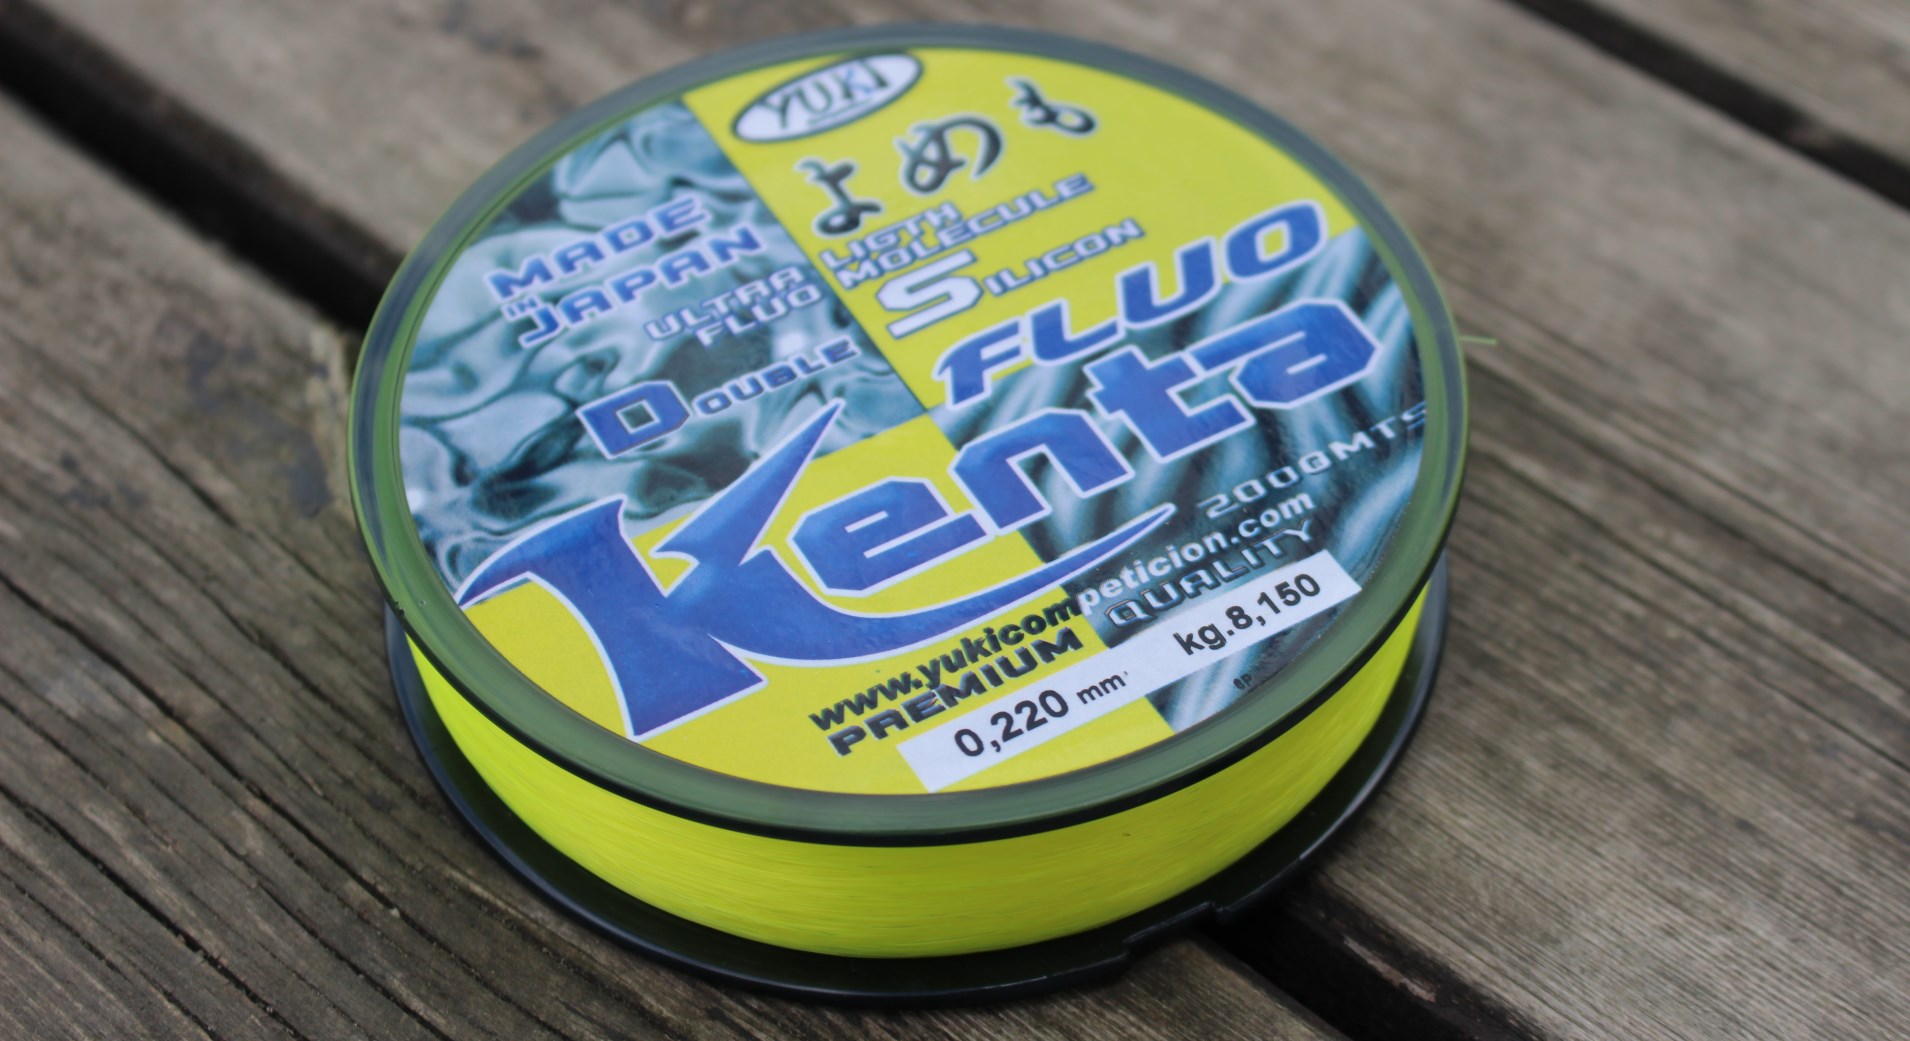 YUKI
よめも
MADE
IN JAPAN
ULTRA
FLUO
DOUBLE
LIGTH
MOLECULE
SILICON
FLUO
Kenta
2000MTS
www.yukicompeticion.com
PREMIUM QUALITY
0,220 mm kg.8,150